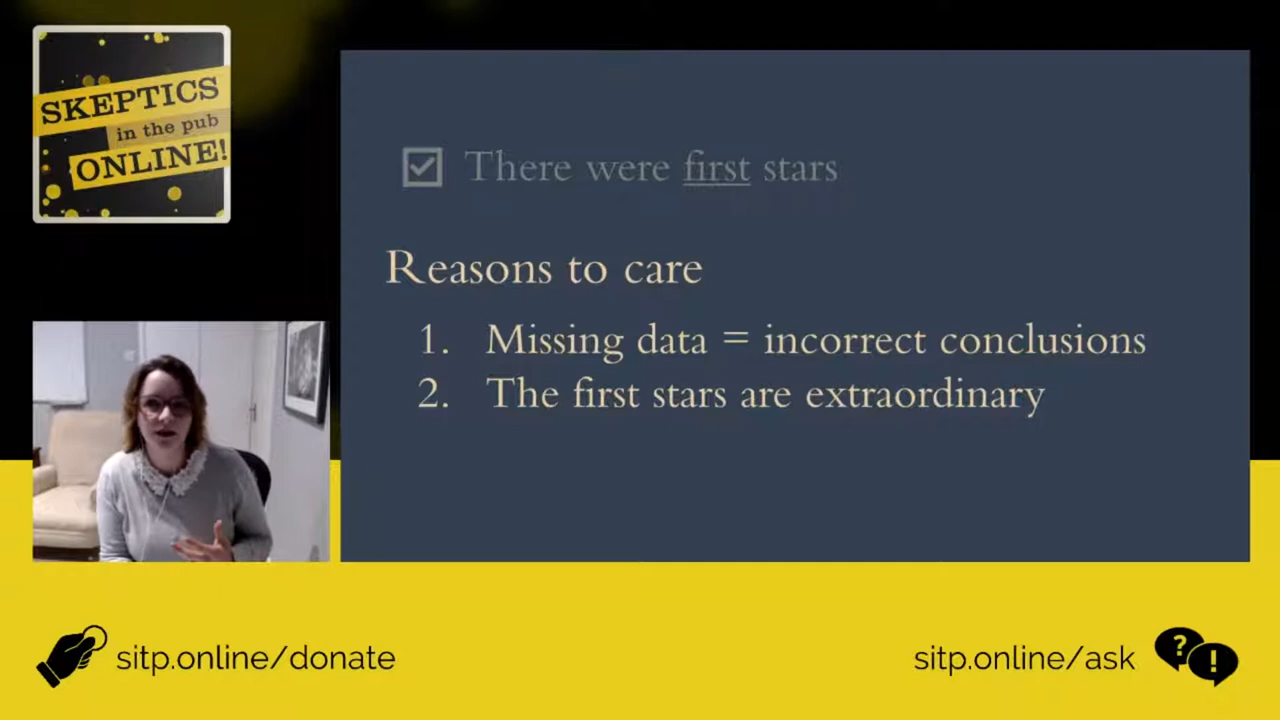 SKEPTICS
in the pub
ONLINE!
There were first stars
Reasons to care
1. Missing data = incorrect conclusions
2. The first stars are extraordinary
sitp.online/donate
sitp.online/ask
? !